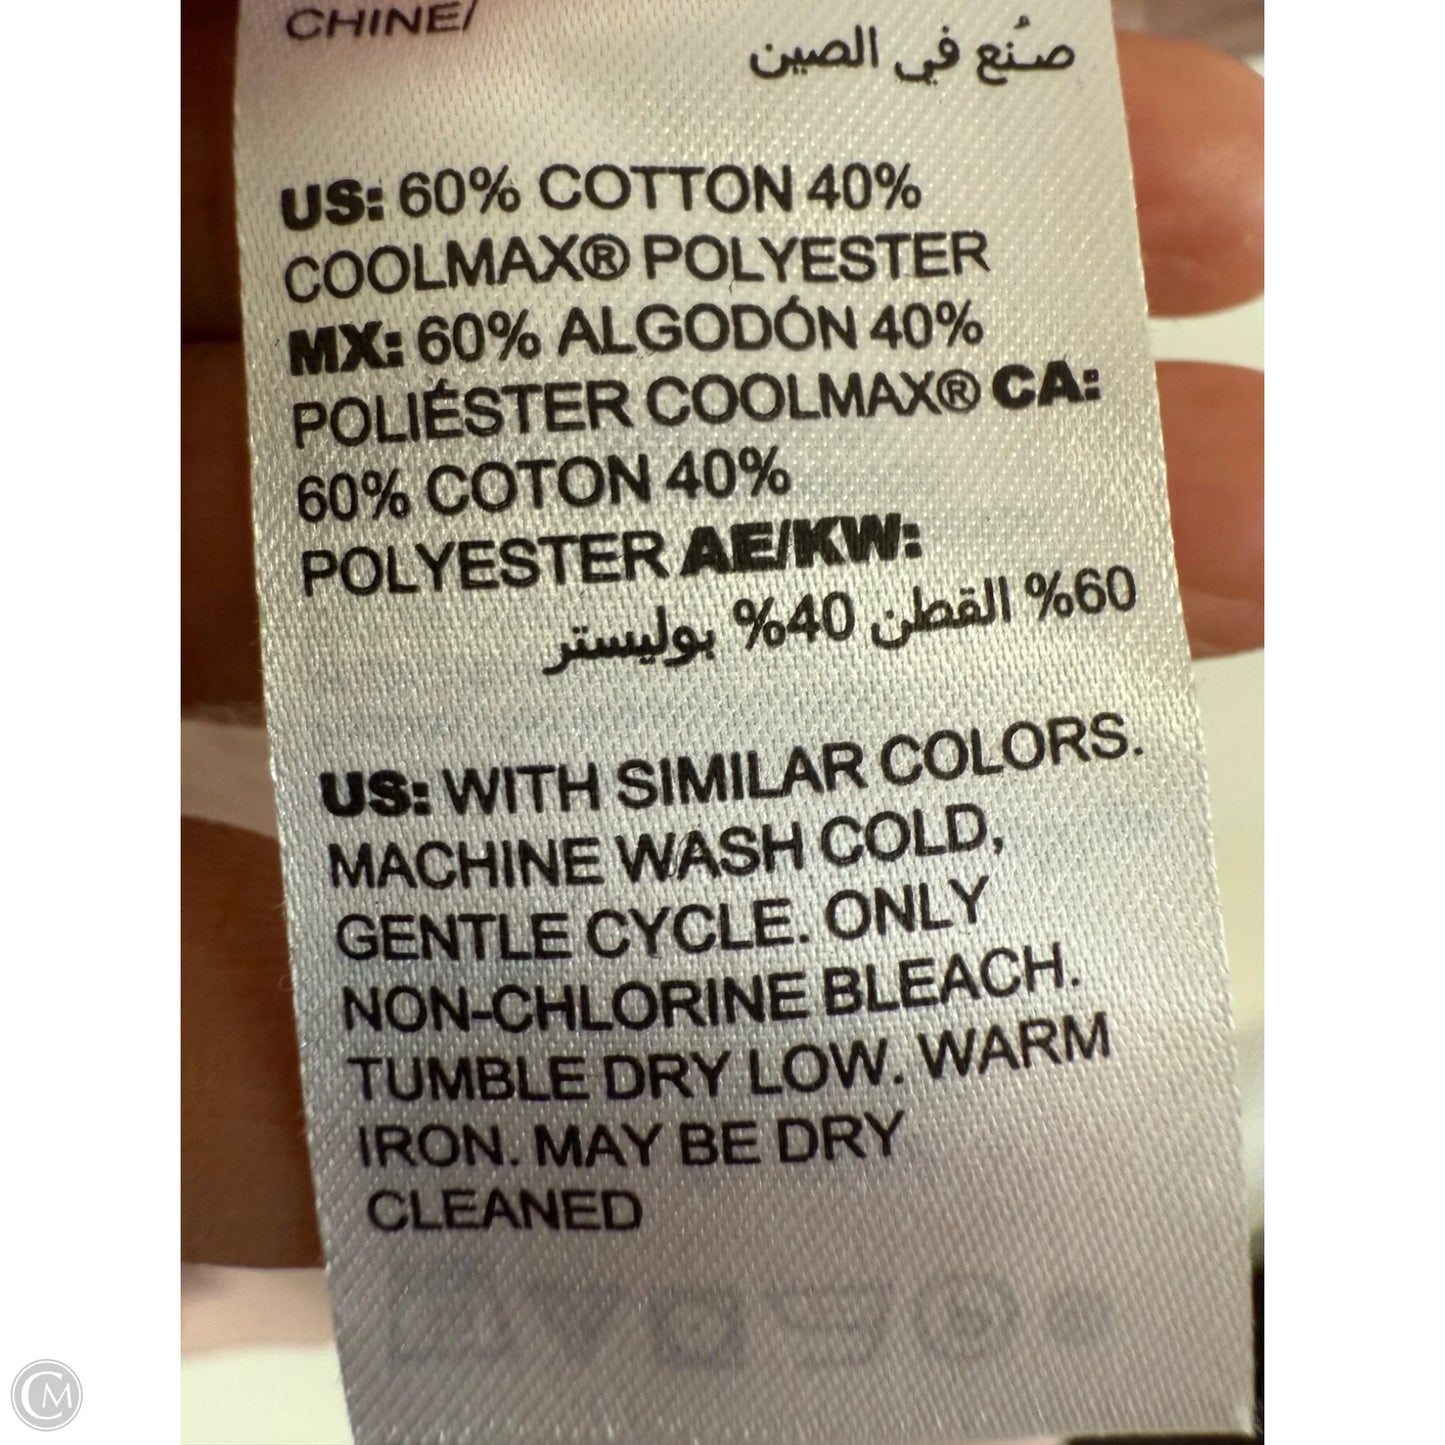 CHINE/
صُنع في الصين
US: 60% COTTON 40%
COOLMAX® POLYESTER
MX: 60% ALGODÓN 40%
POLIÉSTER COOLMAX® CA:
60% COTON 40%
POLYESTER AE/KW:
60% القطن 40% بوليستر
US: WITH SIMILAR COLORS.
MACHINE WASH COLD,
GENTLE CYCLE. ONLY
NON-CHLORINE BLEACH.
TUMBLE DRY LOW. WARM
IRON. MAY BE DRY
CLEANED
CM